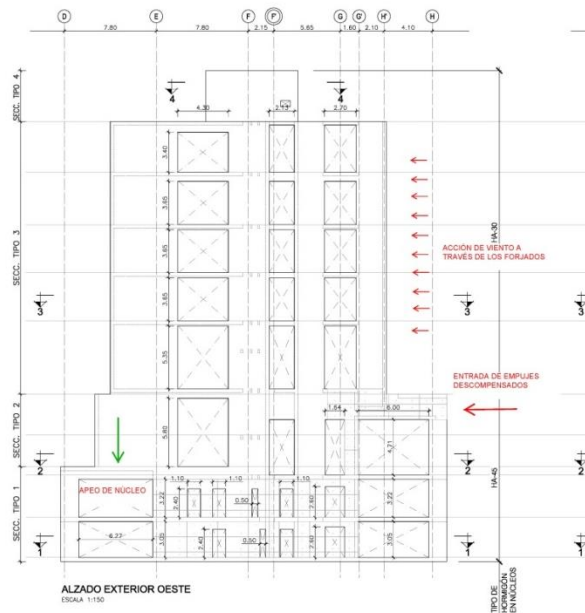 D E F F' G G' H' H
7.80 7.80 2.15 5.65 1.60 2.10 4.10
SECC. TIPO 4
4 4
4.30 2.15 2.70
3.40
SECC. TIPO 3
3.65
HA-30
ACCIÓN DE VIENTO A
TRAVÉS DE LOS FORJADOS
3.65
3 3 3
3.65
5.35
ENTRADA DE EMPUJES
DESCOMPENSADOS
SECC. TIPO 2
1.64 6.00
5.80
4.71
2 2 2
HA-45
SECC. TIPO 1
APEO DE NÚCLEO
1.10 1.10 1.10
3.22 2.40 0.50 2.60 3.22
6.27 3.05 2.40 0.50 2.60 3.05
1 1 1
ALZADO EXTERIOR OESTE
ESCALA 1:150
TIPO DE
HORMIGÓN
EN NÚCLEOS